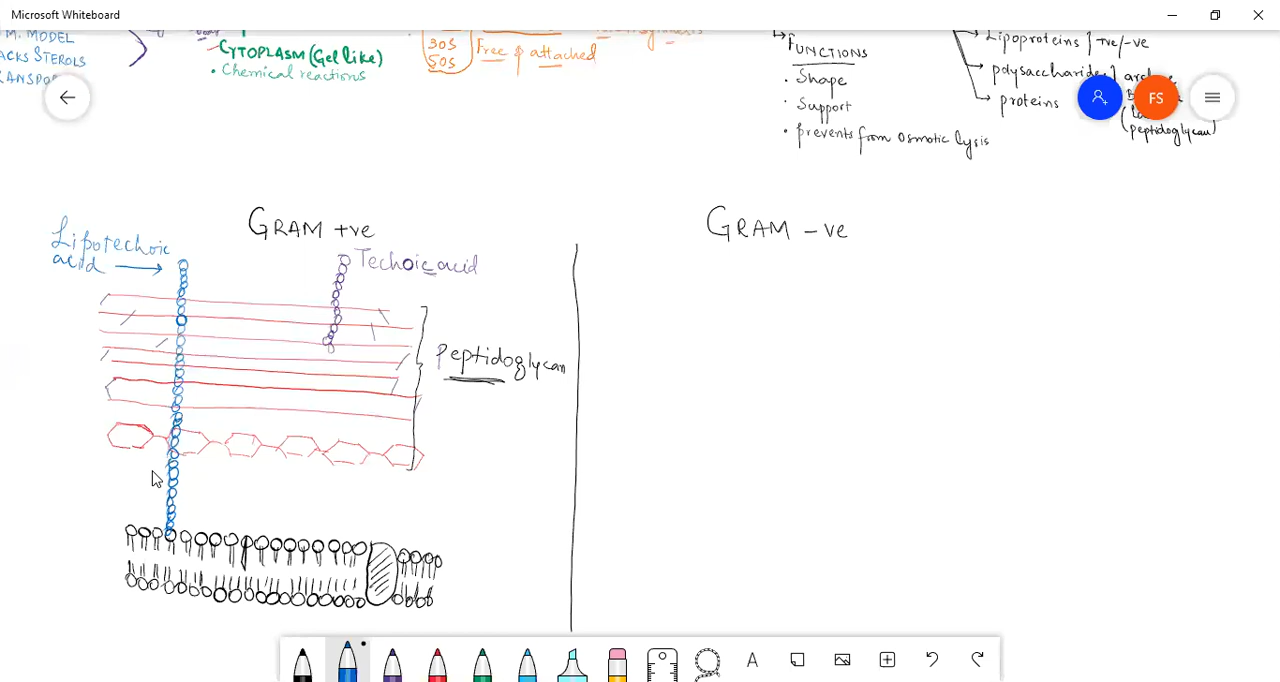 Microsoft Whiteboard
M. MODEL
ACKS STEROLS
RANSPO
CYTOPLASM (Gel like)
• Chemical reactions
30S
50S
Free & attached
↳ FUNCTIONS
• Shape
• Support
• prevents from osmotic lysis
Lipoproteins } +ve/-ve
polysaccharides
proteins
peptidoglycan)
FS
GRAM +ve
GRAM -ve
Lipotechoic
acid
Techoic acid
Peptidoglycan
A